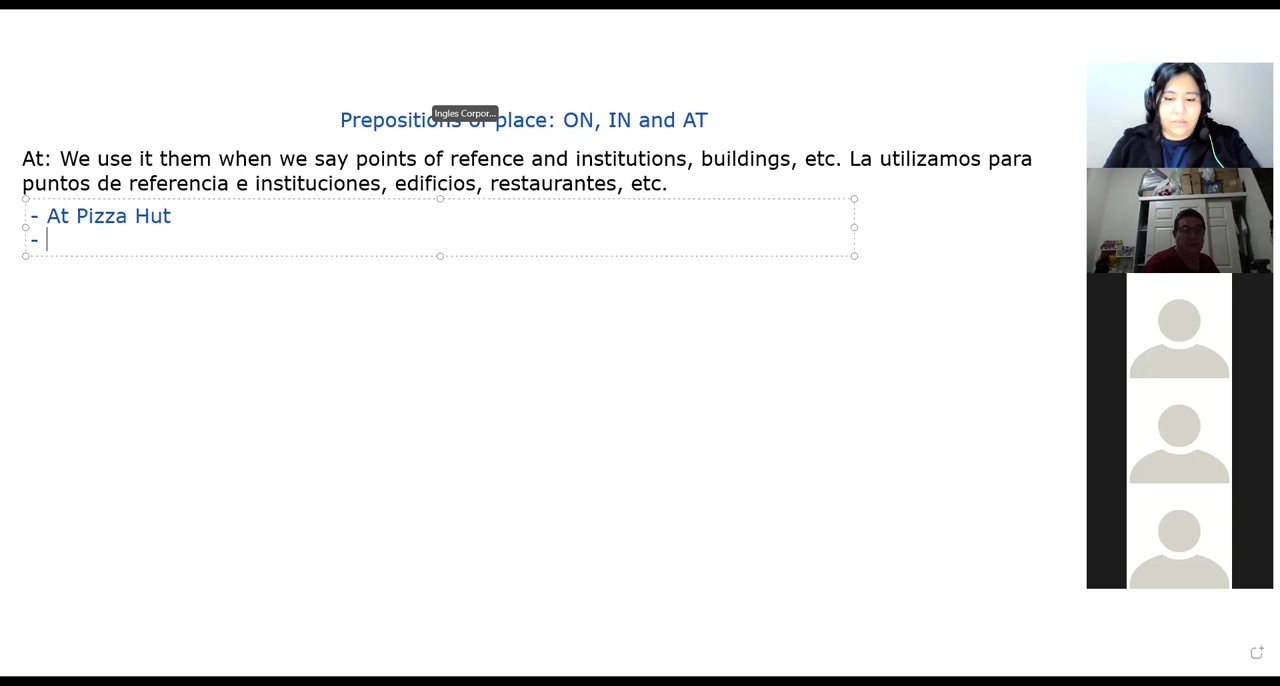 Ingles Corpor...
Prepositions of place: ON, IN and AT
At: We use it them when we say points of refence and institutions, buildings, etc. La utilizamos para
puntos de referencia e instituciones, edificios, restaurantes, etc.
- At Pizza Hut
-